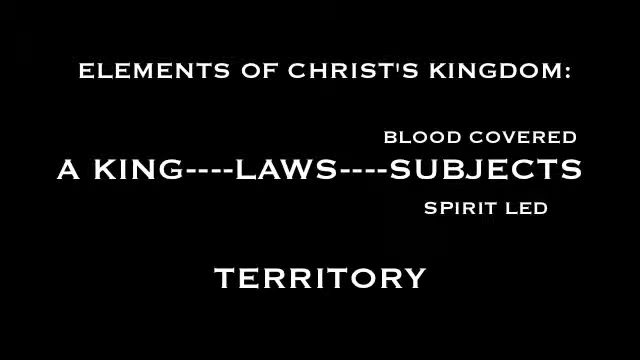 ELEMENTS OF CHRIST'S KINGDOM:
BLOOD COVERED
A KING----LAWS----SUBJECTS
SPIRIT LED
TERRITORY